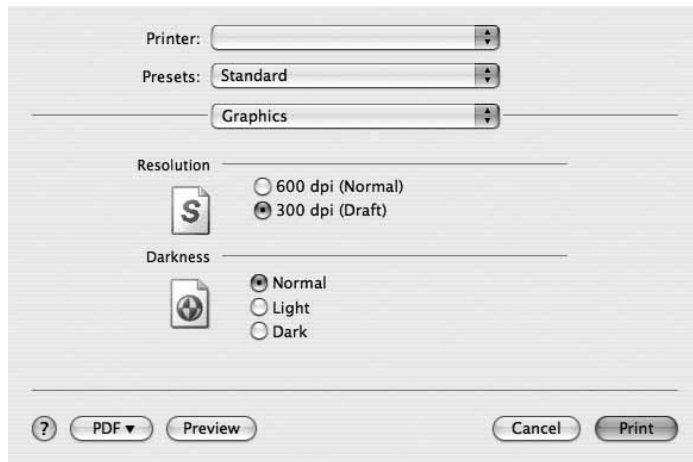 Printer:
Presets: Standard
Graphics
Resolution
600 dpi (Normal)
S
300 dpi (Draft)
Darkness
Normal
Light
Dark
? PDF Preview Cancel Print